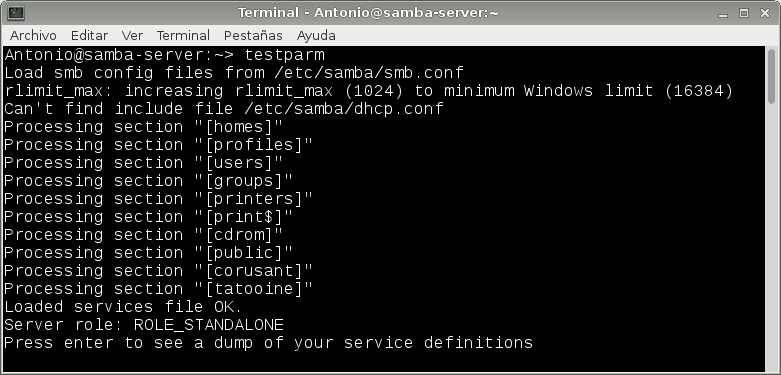 Terminal - Antonio@samba-server:~
Archivo Editar Ver Terminal Pestañas Ayuda
Antonio@samba-server:~> testparm
Load smb config files from /etc/samba/smb.conf
rlimit_max: increasing rlimit_max (1024) to minimum Windows limit (16384)
Can't find include file /etc/samba/dhcp.conf
Processing section "[homes]"
Processing section "[profiles]"
Processing section "[users]"
Processing section "[groups]"
Processing section "[printers]"
Processing section "[print$]"
Processing section "[cdrom]"
Processing section "[public]"
Processing section "[corusant]"
Processing section "[tatooine]"
Loaded services file OK.
Server role: ROLE_STANDALONE
Press enter to see a dump of your service definitions